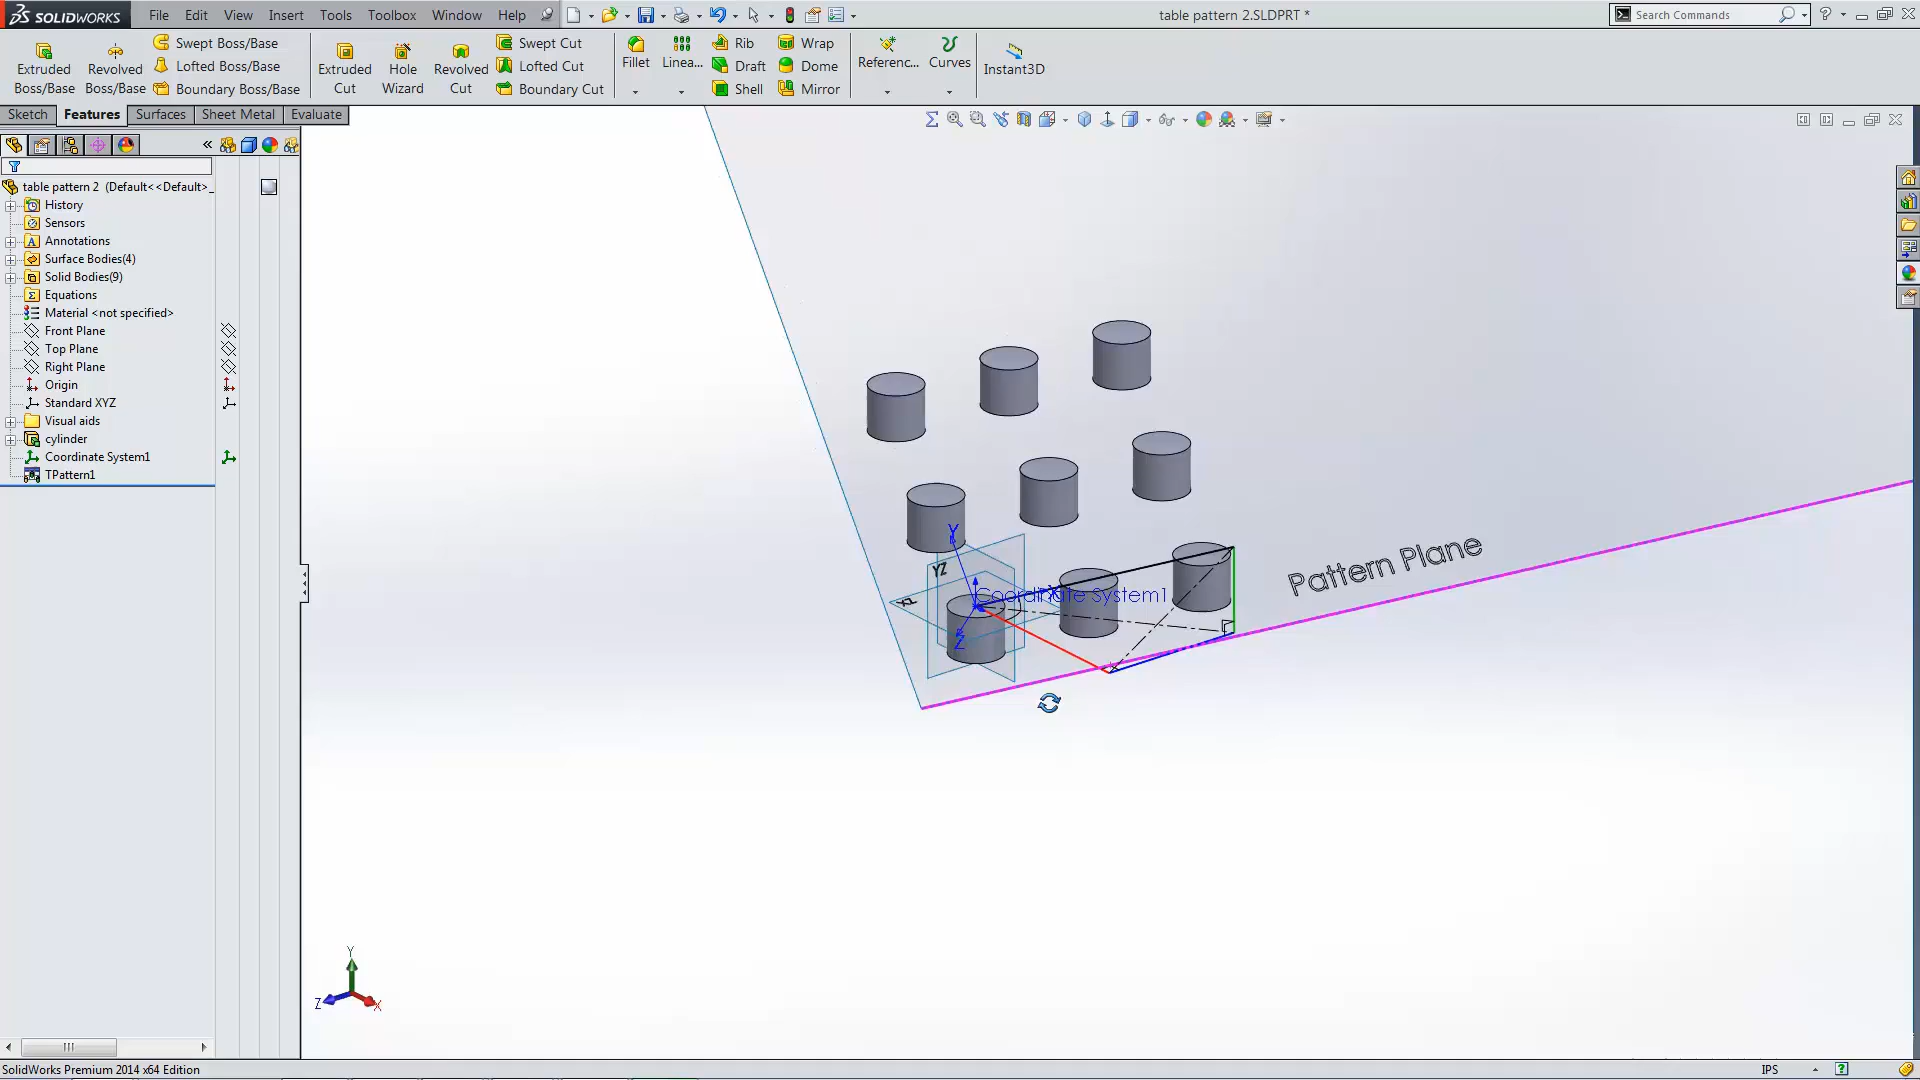 SOLIDWORKS File Edit View Insert Tools Toolbox Window Help table pattern 2.SLDPRT * Search Commands
Extruded Boss/Base
Revolved Boss/Base
Swept Boss/Base
Lofted Boss/Base
Boundary Boss/Base
Extruded Cut
Hole Wizard
Revolved Cut
Swept Cut
Lofted Cut
Boundary Cut
Fillet
Linea...
Rib
Draft
Shell
Wrap
Dome
Mirror
Referenc...
Curves
Instant3D
Sketch Features Surfaces Sheet Metal Evaluate
table pattern 2 (Default<<Default>_
History
Sensors
Annotations
Surface Bodies(4)
Solid Bodies(9)
Equations
Material <not specified>
Front Plane
Top Plane
Right Plane
Origin
Standard XYZ
Visual aids
cylinder
Coordinate System1
TPattern1
Y
YZ
Coordinate System1
Z
Pattern Plane
Y
Z
X
SolidWorks Premium 2014 x64 Edition
IPS